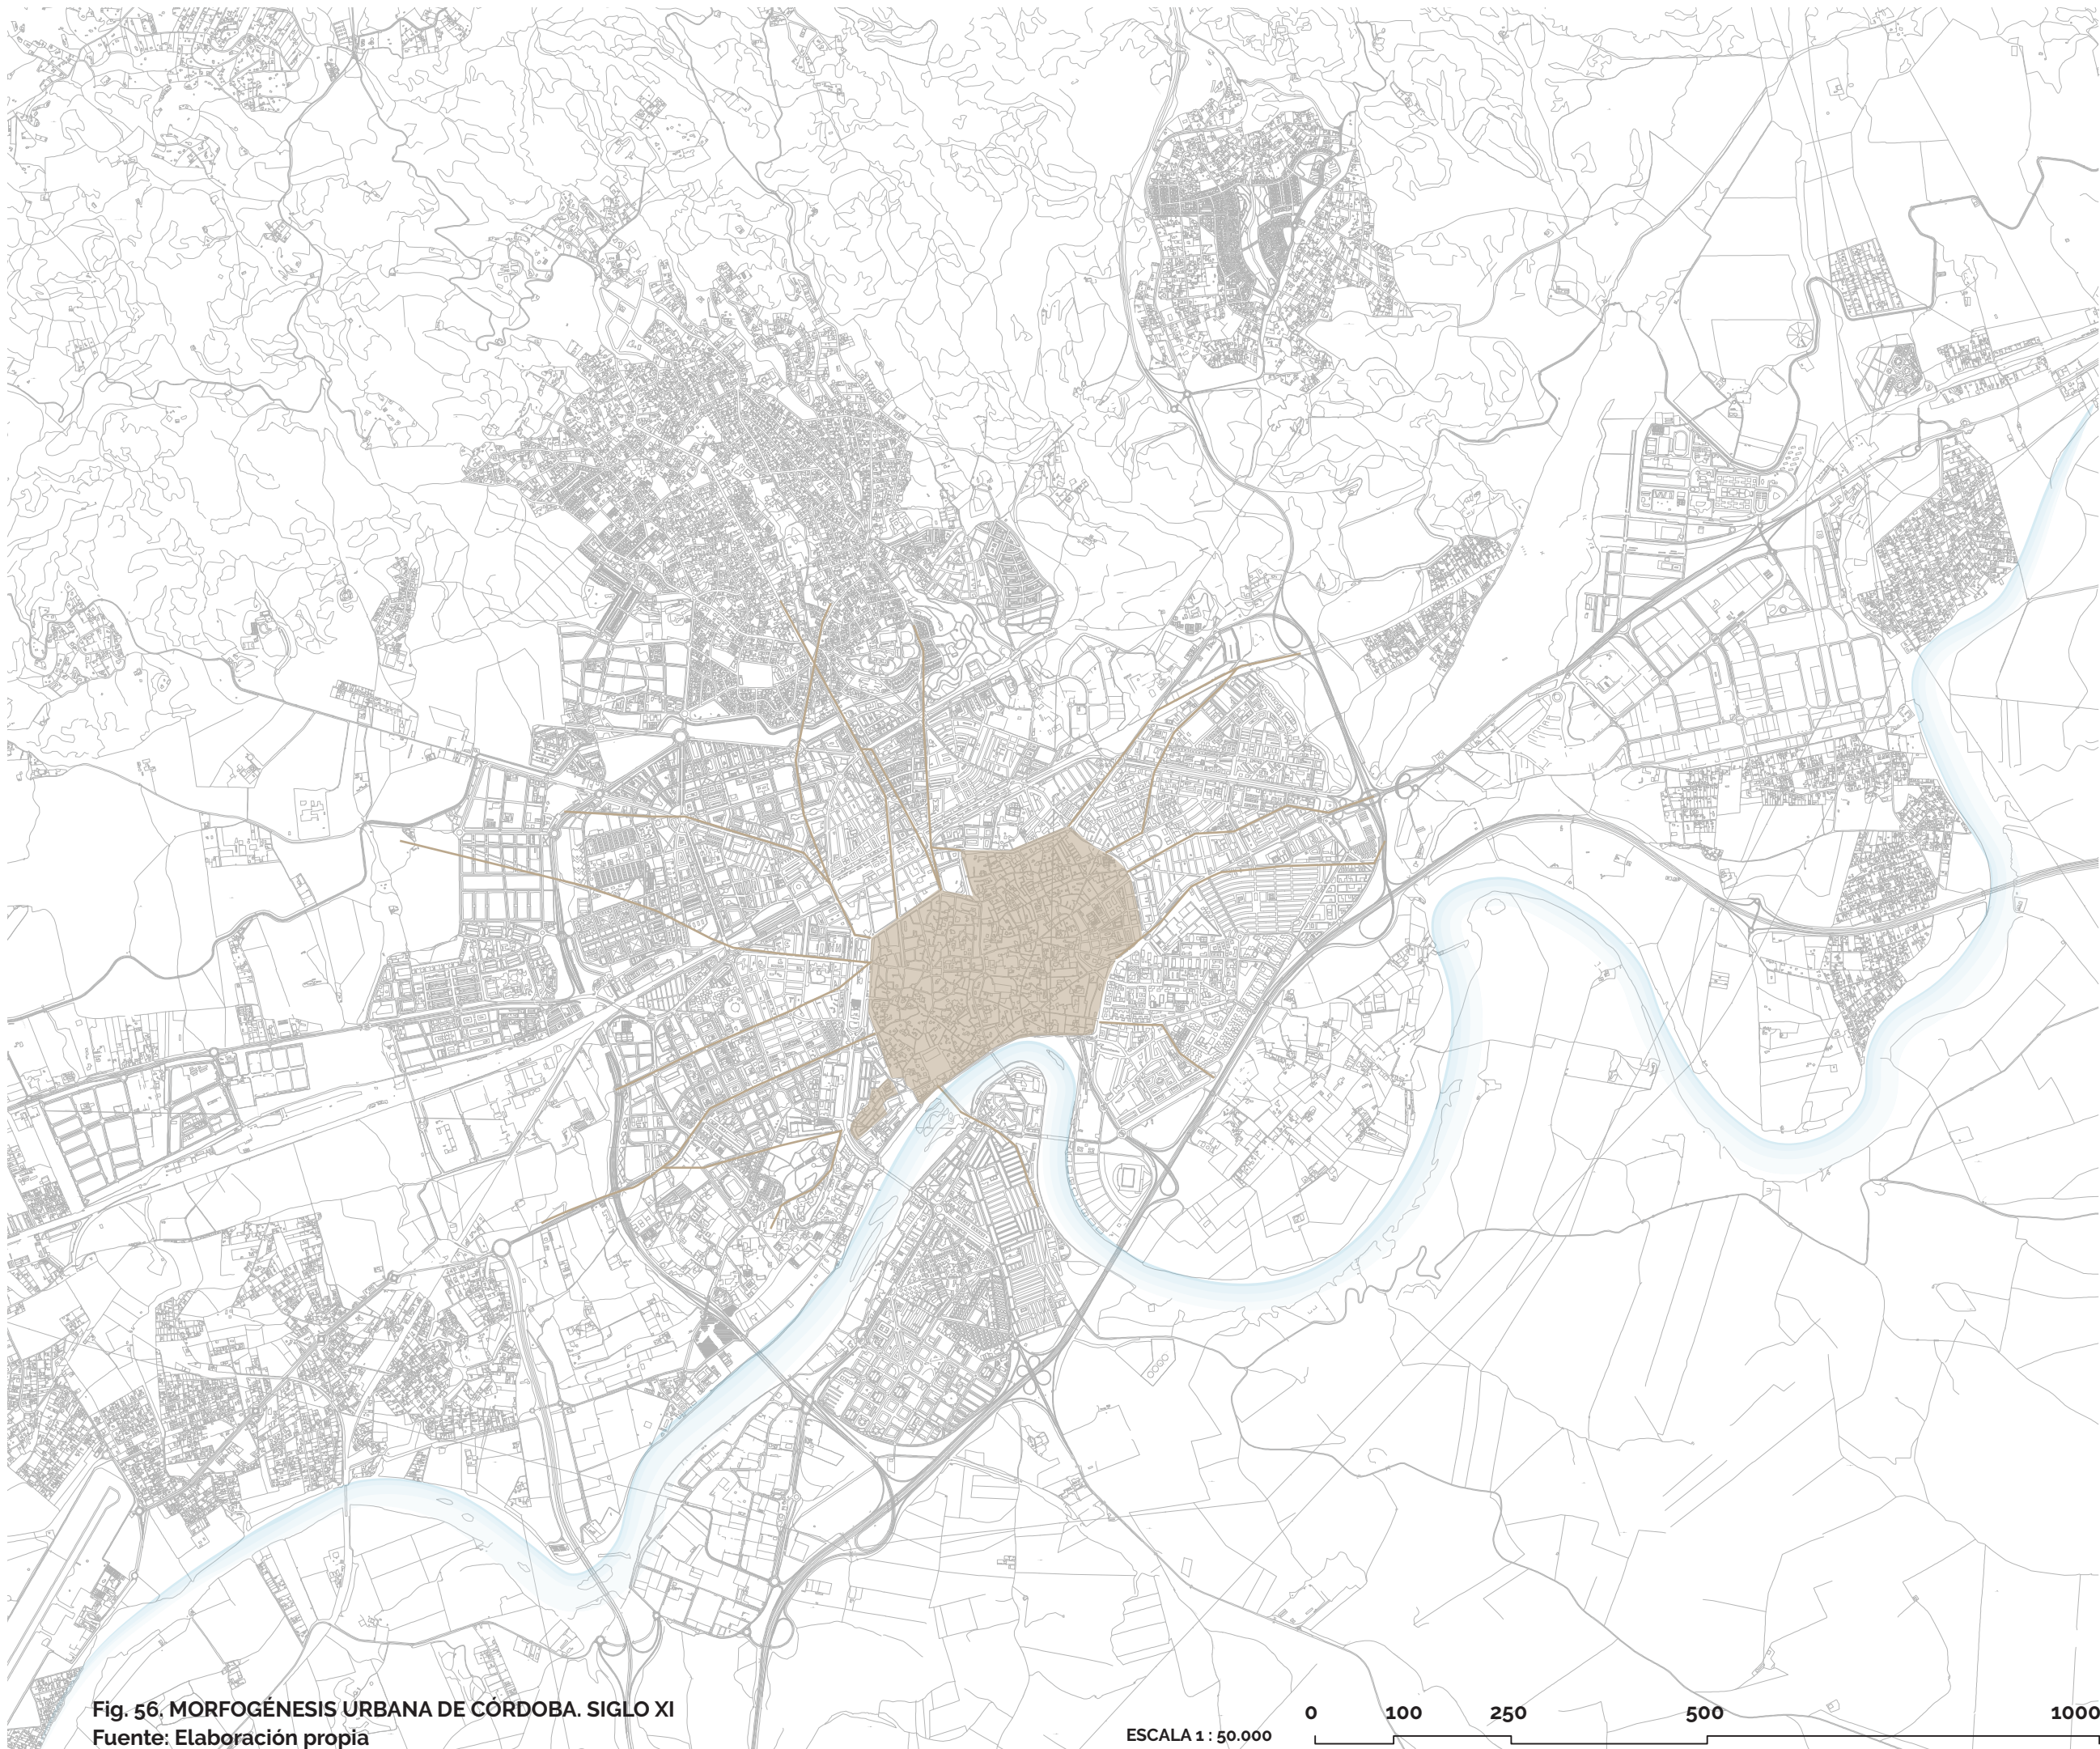 Fig. 56. MORFOGÉNESIS URBANA DE CÓRDOBA. SIGLO XI
Fuente: Elaboración propia
ESCALA 1 : 50.000
0 100 250 500 1000